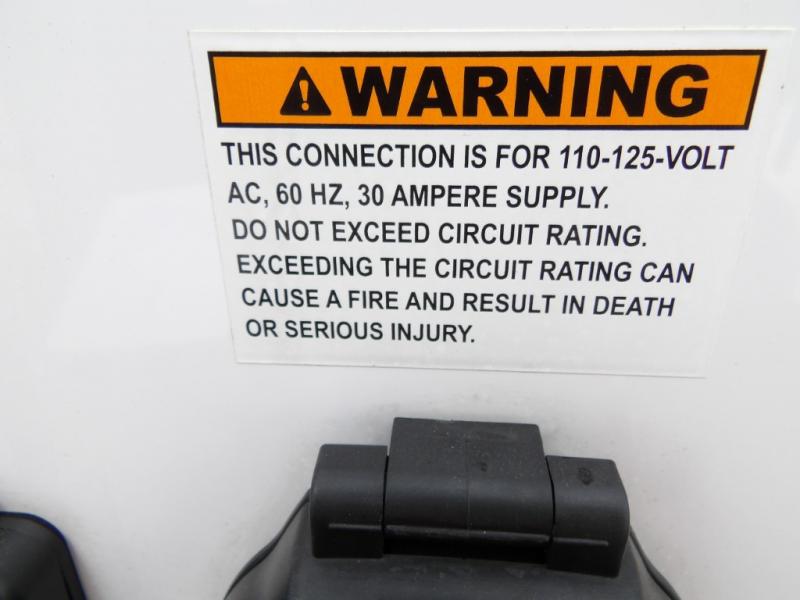 WARNING
THIS CONNECTION IS FOR 110-125-VOLT
AC, 60 HZ, 30 AMPERE SUPPLY.
DO NOT EXCEED CIRCUIT RATING.
EXCEEDING THE CIRCUIT RATING CAN
CAUSE A FIRE AND RESULT IN DEATH
OR SERIOUS INJURY.